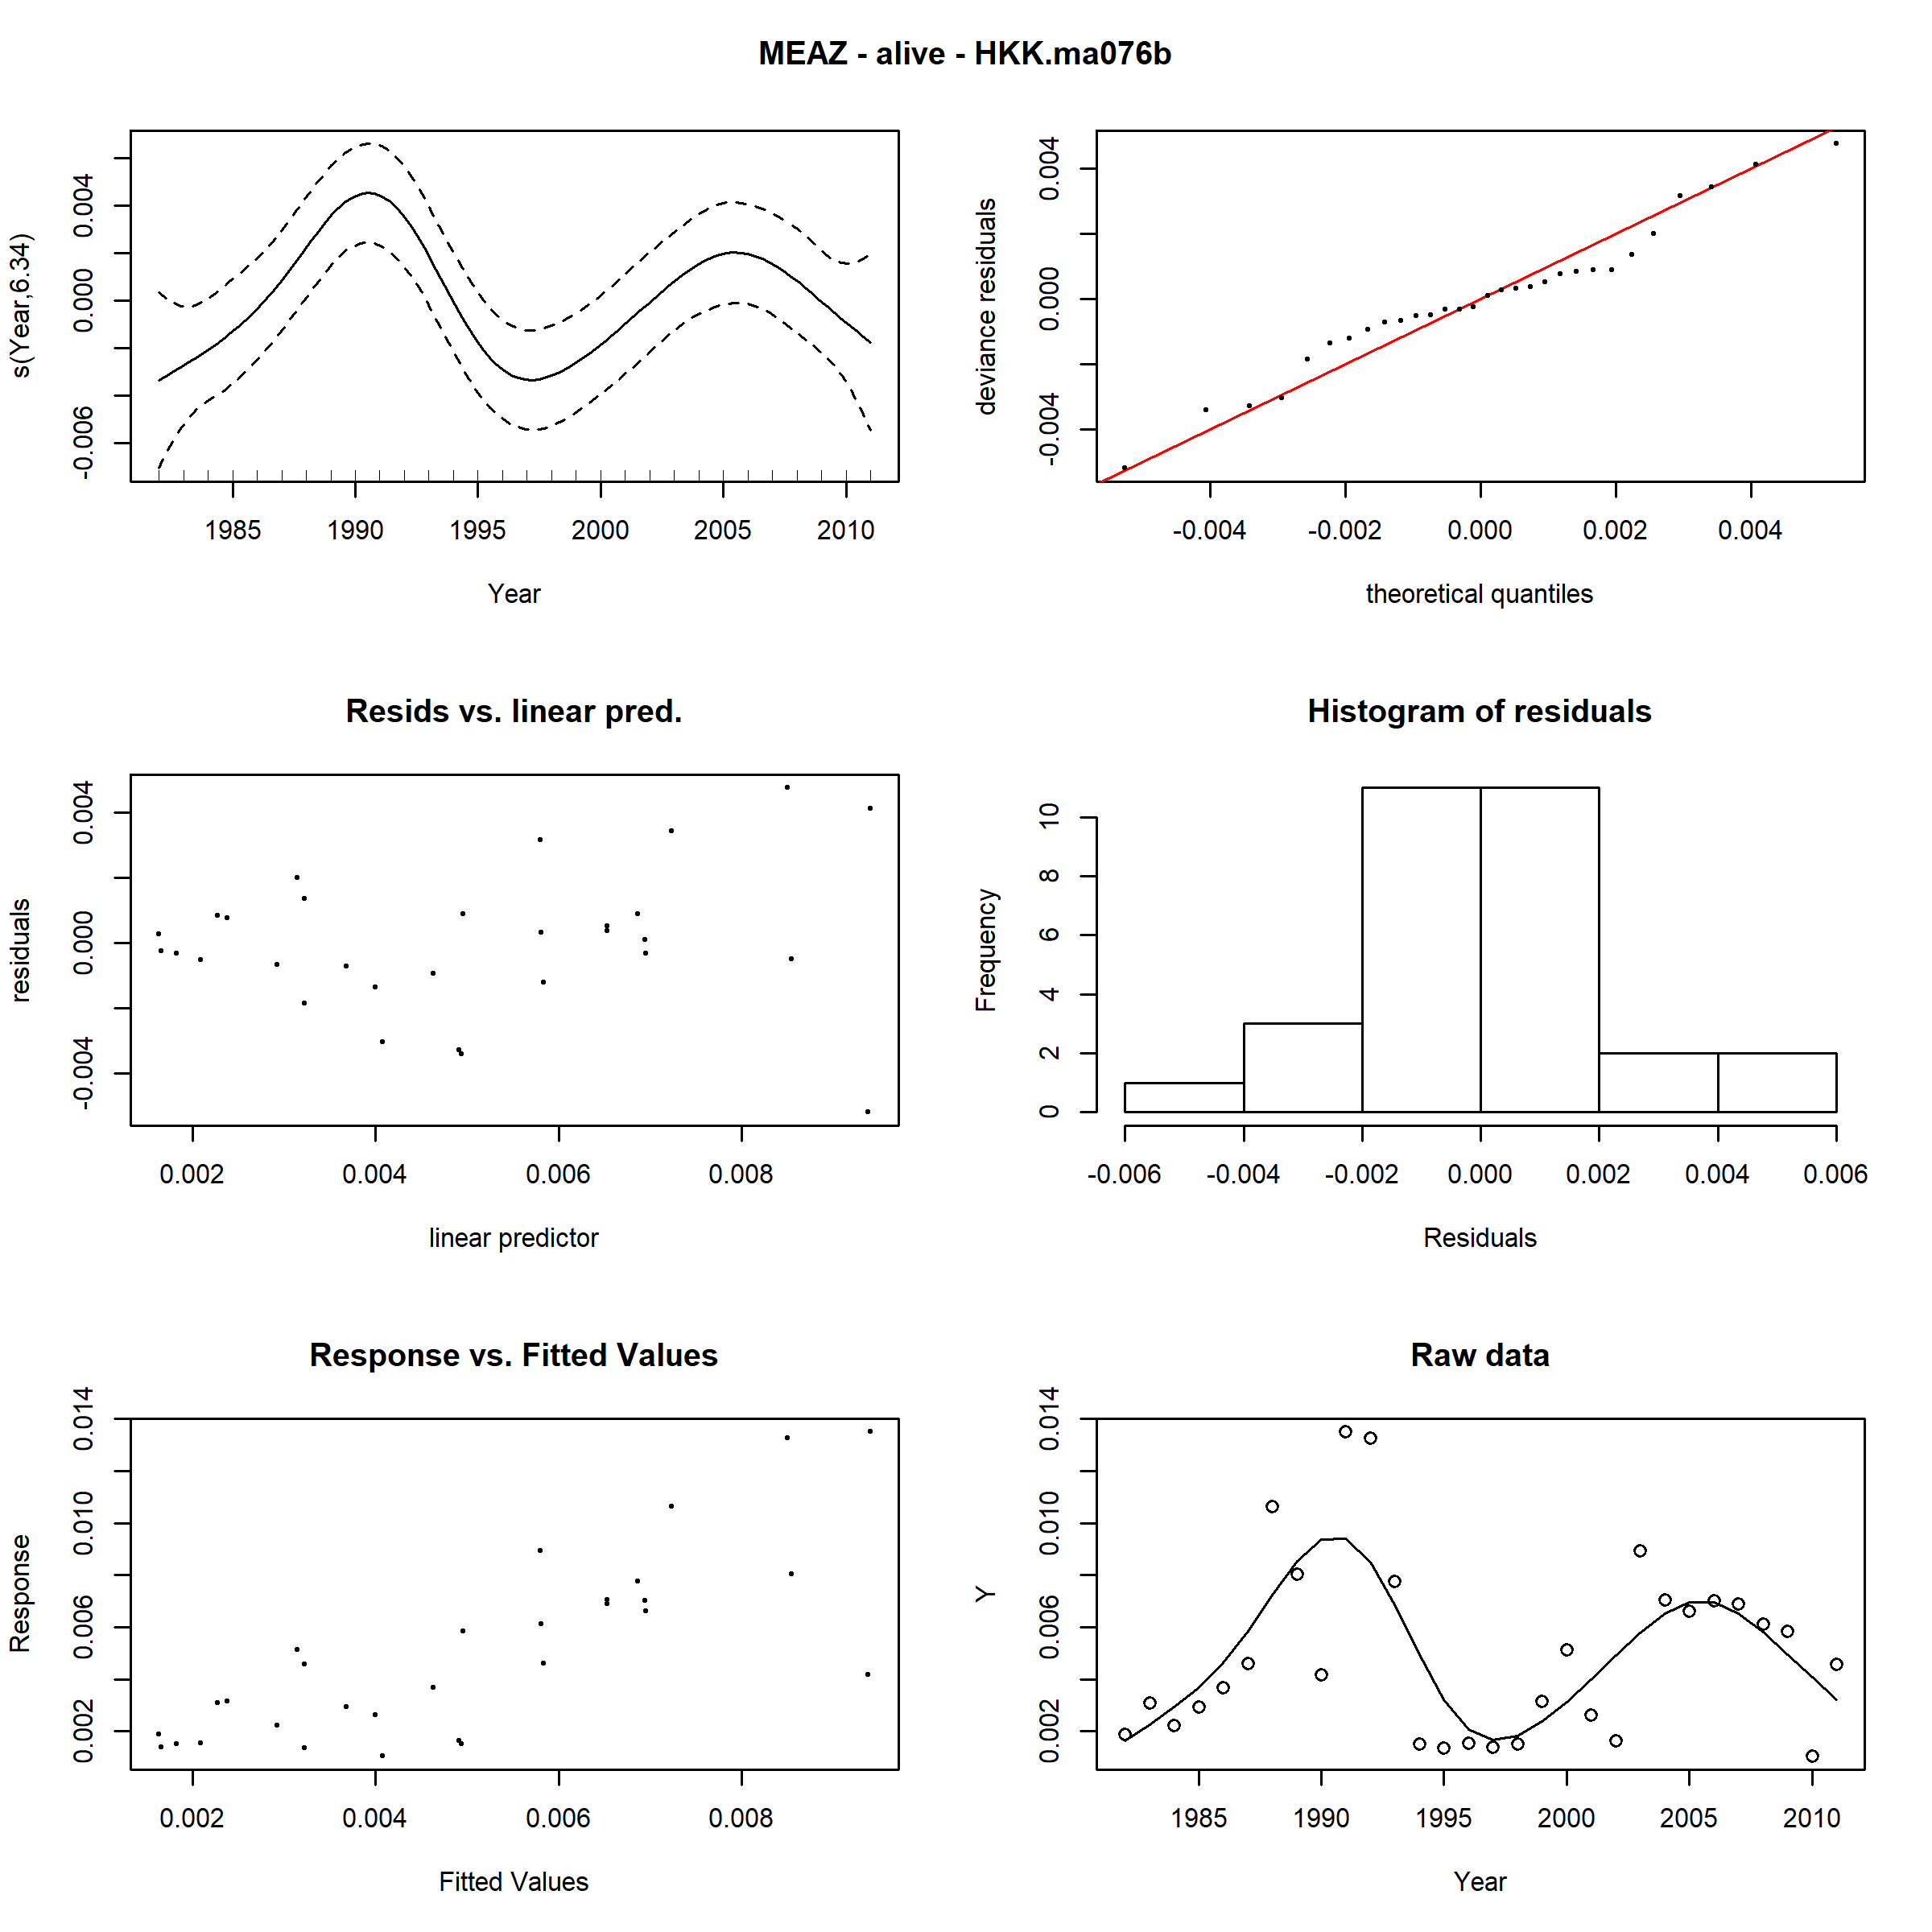 MEAZ - alive - HKK.ma076b
s(Year,6.34)
-0.006 0.000 0.004
1985 1990 1995 2000 2005 2010
Year
deviance residuals
-0.004 0.000 0.004
-0.004 -0.002 0.000 0.002 0.004
theoretical quantiles
Resids vs. linear pred.
residuals
-0.004 0.000 0.004
0.002 0.004 0.006 0.008
linear predictor
Histogram of residuals
Frequency
0 2 4 6 8 10
-0.006 -0.004 -0.002 0.000 0.002 0.004 0.006
Residuals
Response vs. Fitted Values
Response
0.002 0.006 0.010 0.014
0.002 0.004 0.006 0.008
Fitted Values
Raw data
Y
0.002 0.006 0.010 0.014
1985 1990 1995 2000 2005 2010
Year